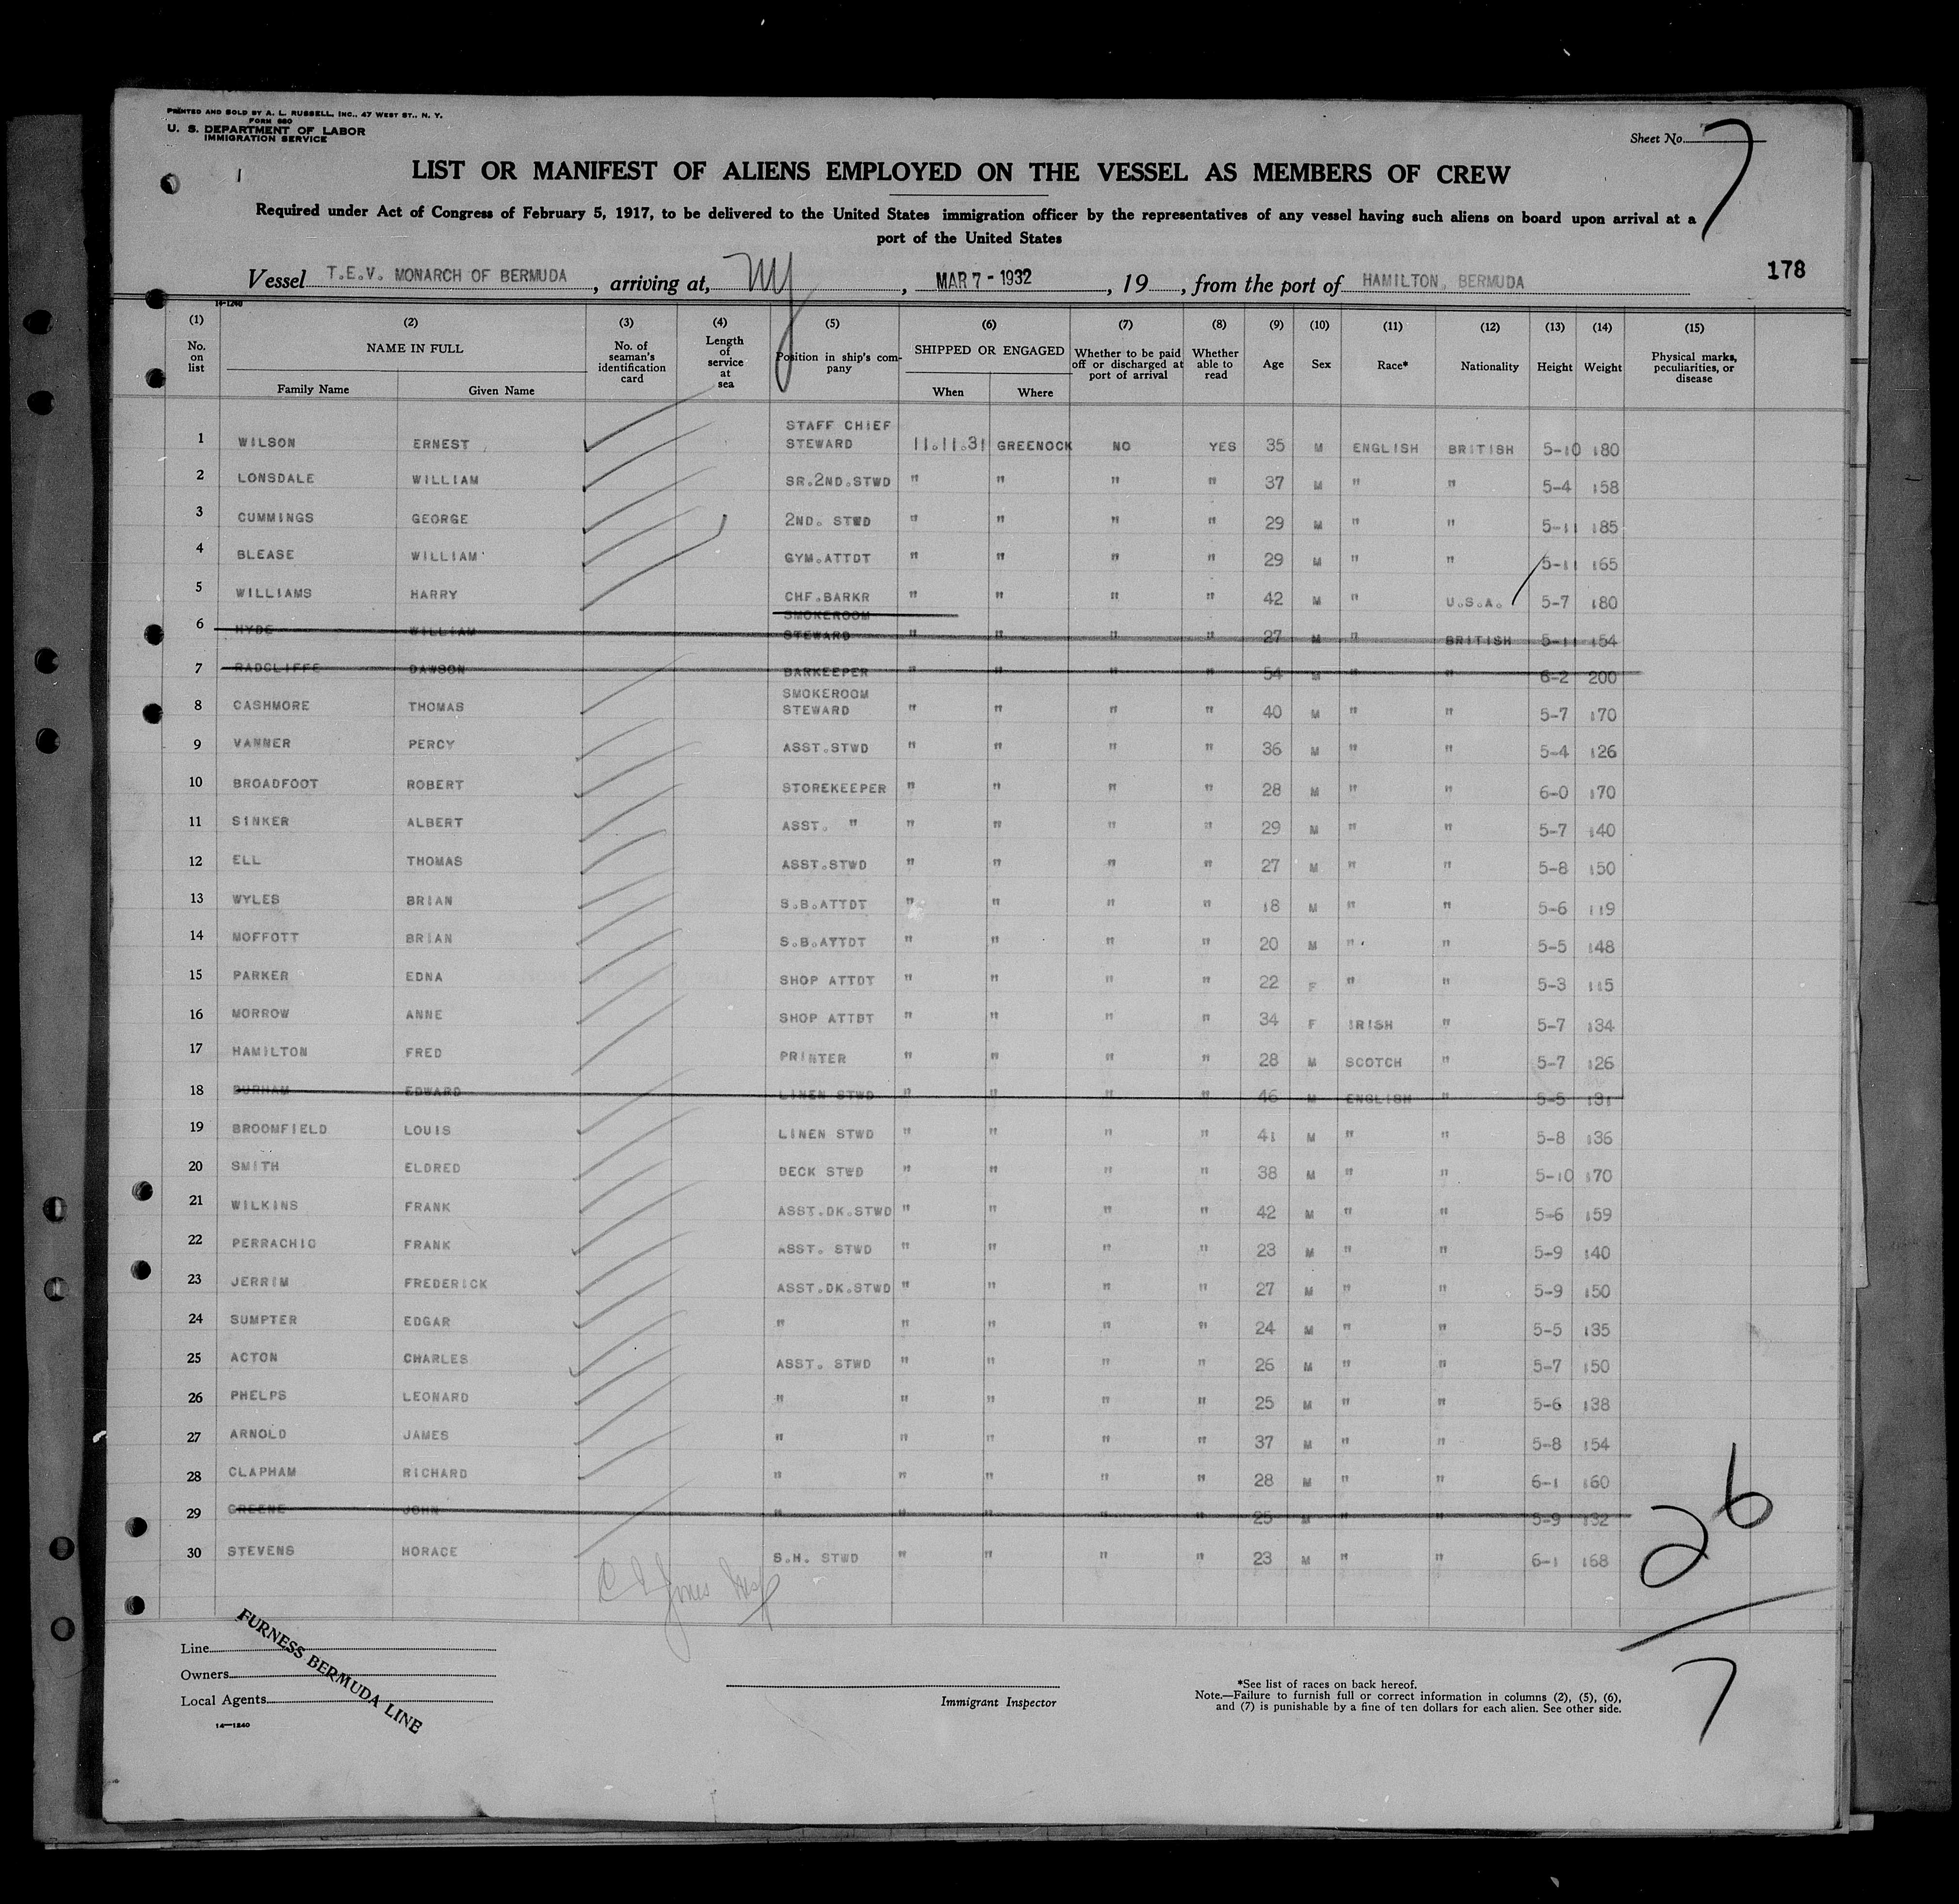 PRINTED AND SOLD BY A. L. RUSSELL, INC., 47 WEST ST., N. Y.
FORM 680
U. S. DEPARTMENT OF LABOR
IMMIGRATION SERVICE
Sheet No. 7
LIST OR MANIFEST OF ALIENS EMPLOYED ON THE VESSEL AS MEMBERS OF CREW
Required under Act of Congress of February 5, 1917, to be delivered to the United States immigration officer by the representatives of any vessel having such aliens on board upon arrival at a
port of the United States
178
Vessel T.E.V. MONARCH OF BERMUDA, arriving at, NY, MAR 7 - 1932, 19, from the port of HAMILTON, BERMUDA
14-1240
(1) (2) (3) (4) (5) (6) (7) (8) (9) (10) (11) (12) (13) (14) (15)
No. on list NAME IN FULL Family Name Given Name No. of seaman's identification card Length of service at sea Position in ship's company SHIPPED OR ENGAGED When Where Whether to be paid off or discharged at port of arrival Whether able to read Age Sex Race* Nationality Height Weight Physical marks, peculiarities, or disease
1 WILSON ERNEST STAFF CHIEF STEWARD 11.11.31 GREENOCK NO YES 35 M ENGLISH BRITISH 5-10 180
2 LONSDALE WILLIAM SR.2ND.STWD " " " " 37 M " " 5-4 158
3 CUMMINGS GEORGE 2ND. STWD " " " " 29 M " " 5-11 185
4 BLEASE WILLIAM GYM.ATTDT " " " " 29 M " " 5-11 165
5 WILLIAMS HARRY CHF.BARKR " " " " 42 M " U.S.A. 5-7 180
6 HYDE WILLIAM SMOKEROOM STEWARD " " " " 27 M " BRITISH 5-11 154
7 RADCLIFFE DAWSON BARKEEPER " " " " 54 M " " 6-2 200
8 CASHMORE THOMAS SMOKEROOM STEWARD " " " " 40 M " " 5-7 170
9 VANNER PERCY ASST.STWD " " " " 36 M " " 5-4 126
10 BROADFOOT ROBERT STOREKEEPER " " " " 28 M " " 6-0 170
11 SINKER ALBERT ASST. " " " " " 29 M " " 5-7 140
12 ELL THOMAS ASST.STWD " " " " 27 M " " 5-8 150
13 WYLES BRIAN S.B.ATTDT " " " " 18 M " " 5-6 119
14 MOFFOTT BRIAN S.B.ATTDT " " " " 20 M " " 5-5 148
15 PARKER EDNA SHOP ATTDT " " " " 22 F " " 5-3 115
16 MORROW ANNE SHOP ATTDT " " " " 34 F IRISH " 5-7 134
17 HAMILTON FRED PRINTER " " " " 28 M SCOTCH " 5-7 126
18 DURHAM EDWARD LINEN STWD " " " " 46 M ENGLISH " 5-5 131
19 BROOMFIELD LOUIS LINEN STWD " " " " 41 M " " 5-8 136
20 SMITH ELDRED DECK STWD " " " " 38 M " " 5-10 170
21 WILKINS FRANK ASST.DK.STWD " " " " 42 M " " 5-6 159
22 PERRACHIO FRANK ASST. STWD " " " " 23 M " " 5-9 140
23 JERRIM FREDERICK ASST.DK.STWD " " " " 27 M " " 5-9 150
24 SUMPTER EDGAR " " " " " 24 M " " 5-5 135
25 ACTON CHARLES ASST. STWD " " " " 26 M " " 5-7 150
26 PHELPS LEONARD " " " " " 25 M " " 5-6 138
27 ARNOLD JAMES " " " " " 37 M " " 5-8 154
28 CLAPHAM RICHARD " " " " " 28 M " " 6-1 160
29 GREENE JOHN " " " " " 25 M " " 5-9 132
30 STEVENS HORACE S.H. STWD " " " " 23 M " " 6-1 168
26
7
Line
Owners
Local Agents
FURNESS BERMUDA LINE
14—1240
Immigrant Inspector
*See list of races on back hereof.
Note.—Failure to furnish full or correct information in columns (2), (5), (6),
and (7) is punishable by a fine of ten dollars for each alien. See other side.